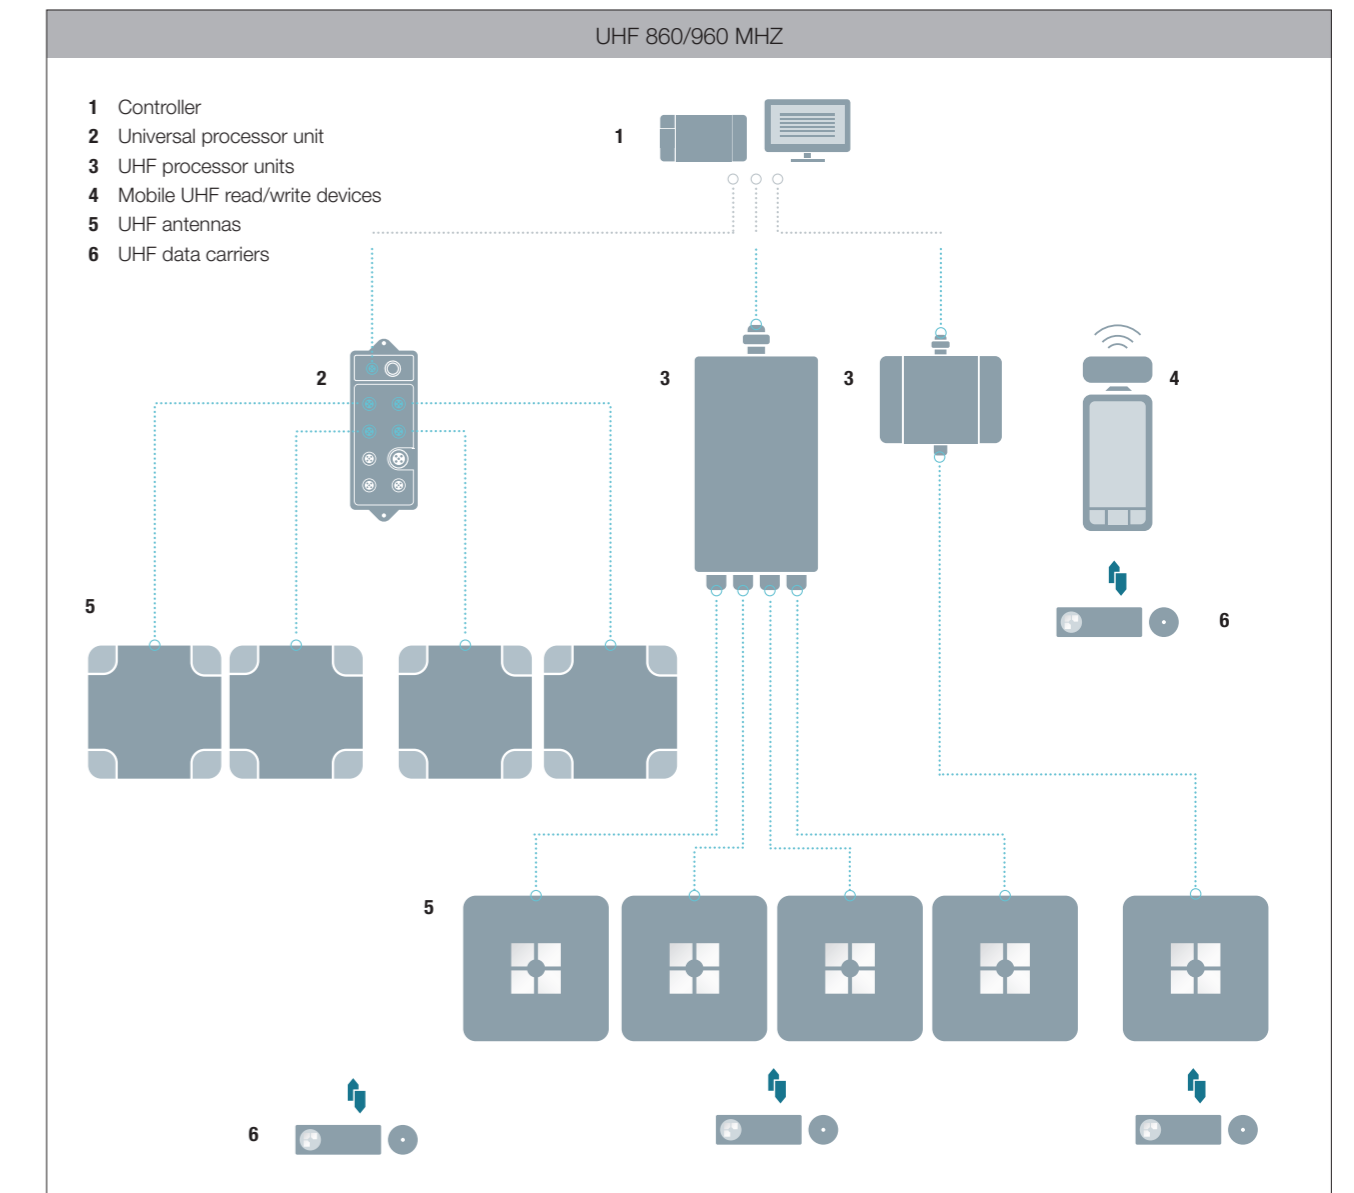 UHF 860/960 MHZ
1 Controller
2 Universal processor unit
3 UHF processor units
4 Mobile UHF read/write devices
5 UHF antennas
6 UHF data carriers
1
2
3
3
4
5
6
5
6